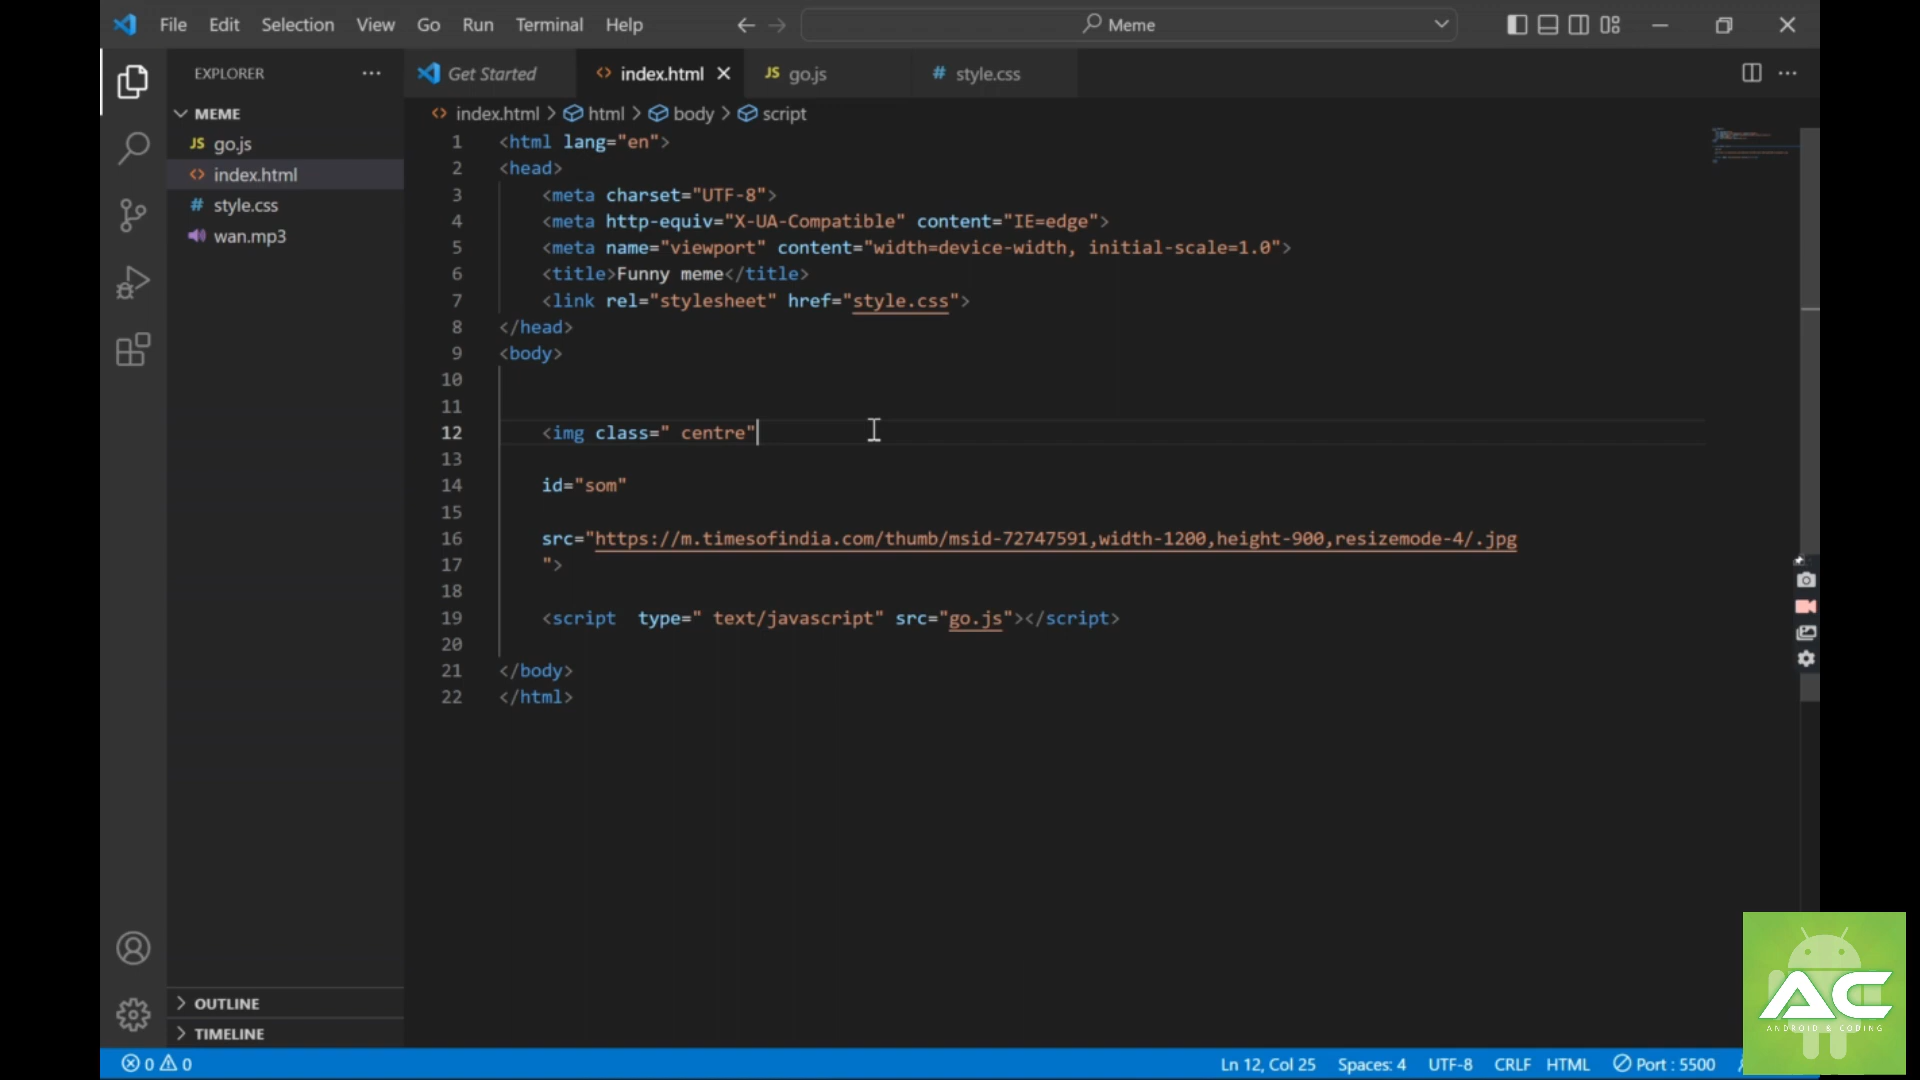 File Edit Selection View Go Run Terminal Help Meme
EXPLORER
Get Started
index.html
JS go.js
# style.css
MEME
JS go.js
<> index.html
# style.css
wan.mp3
<> index.html > html > body > script
1 <html lang="en">
2 <head>
3 <meta charset="UTF-8">
4 <meta http-equiv="X-UA-Compatible" content="IE=edge">
5 <meta name="viewport" content="width=device-width, initial-scale=1.0">
6 <title>Funny meme</title>
7 <link rel="stylesheet" href="style.css">
8 </head>
9 <body>
10
11
12 <img class=" centre"
13
14 id="som"
15
16 src="https://m.timesofindia.com/thumb/msid-72747591,width-1200,height-900,resizemode-4/.jpg
17 ">
18
19 <script  type=" text/javascript" src="go.js"></script>
20
21 </body>
22 </html>
OUTLINE
TIMELINE
0 0
Ln 12, Col 25 Spaces: 4 UTF-8 CRLF HTML Port : 5500
AC
ANDROID & CODING